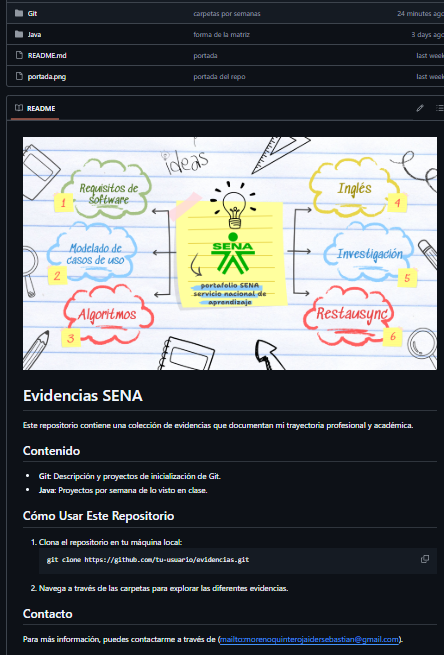 Git carpetas por semanas 24 minutes ago
Java forma de la matriz 3 days ago
README.md portada last week
portada.png portada del repo last week
README
ideas
Requisitos de
software
1
Modelado de
casos de uso
2
Algoritmos
3
SENA
portafolio SENA
servicio nacional de
aprendizaje
Inglés
4
Investigación
5
Restausync
6
Evidencias SENA
Este repositorio contiene una colección de evidencias que documentan mi trayectoria profesional y académica.
Contenido
• Git: Descripción y proyectos de inicialización de Git.
• Java: Proyectos por semana de lo visto en clase.
Cómo Usar Este Repositorio
1. Clona el repositorio en tu máquina local:
git clone https://github.com/tu-usuario/evidencias.git
2. Navega a través de las carpetas para explorar las diferentes evidencias.
Contacto
Para más información, puedes contactarme a través de (mailto:morenoquinterojaidersebastian@gmail.com).